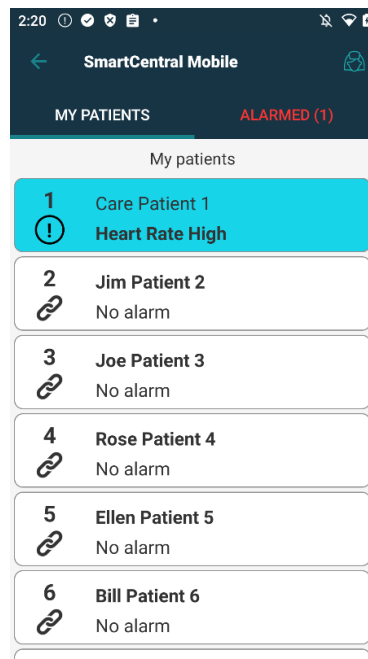 2:20
SmartCentral Mobile
MY PATIENTS
ALARMED (1)
My patients
1
Care Patient 1
Heart Rate High
2
Jim Patient 2
No alarm
3
Joe Patient 3
No alarm
4
Rose Patient 4
No alarm
5
Ellen Patient 5
No alarm
6
Bill Patient 6
No alarm